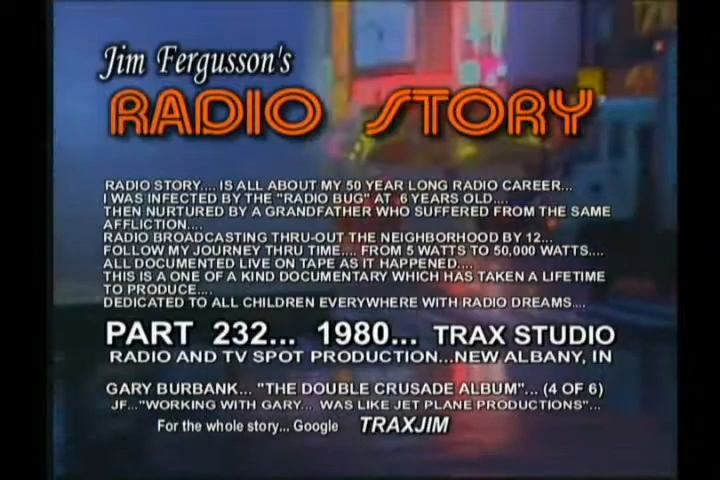 Jim Fergusson's
RADIO STORY
RADIO STORY.... IS ALL ABOUT MY 50 YEAR LONG RADIO CAREER...
I WAS INFECTED BY THE "RADIO BUG" AT 6 YEARS OLD....
THEN NURTURED BY A GRANDFATHER WHO SUFFERED FROM THE SAME
AFFLICTION....
RADIO BROADCASTING THRU-OUT THE NEIGHBORHOOD BY 12...
FOLLOW MY JOURNEY THRU TIME.... FROM 5 WATTS TO 50,000 WATTS....
ALL DOCUMENTED LIVE ON TAPE AS IT HAPPENED....
THIS IS A ONE OF A KIND DOCUMENTARY WHICH HAS TAKEN A LIFETIME
TO PRODUCE....
DEDICATED TO ALL CHILDREN EVERYWHERE WITH RADIO DREAMS....
PART 232... 1980... TRAX STUDIO
RADIO AND TV SPOT PRODUCTION...NEW ALBANY, IN
GARY BURBANK... "THE DOUBLE CRUSADE ALBUM"... (4 OF 6)
JF..."WORKING WITH GARY... WAS LIKE JET PLANE PRODUCTIONS"...
For the whole story... Google TRAXJIM